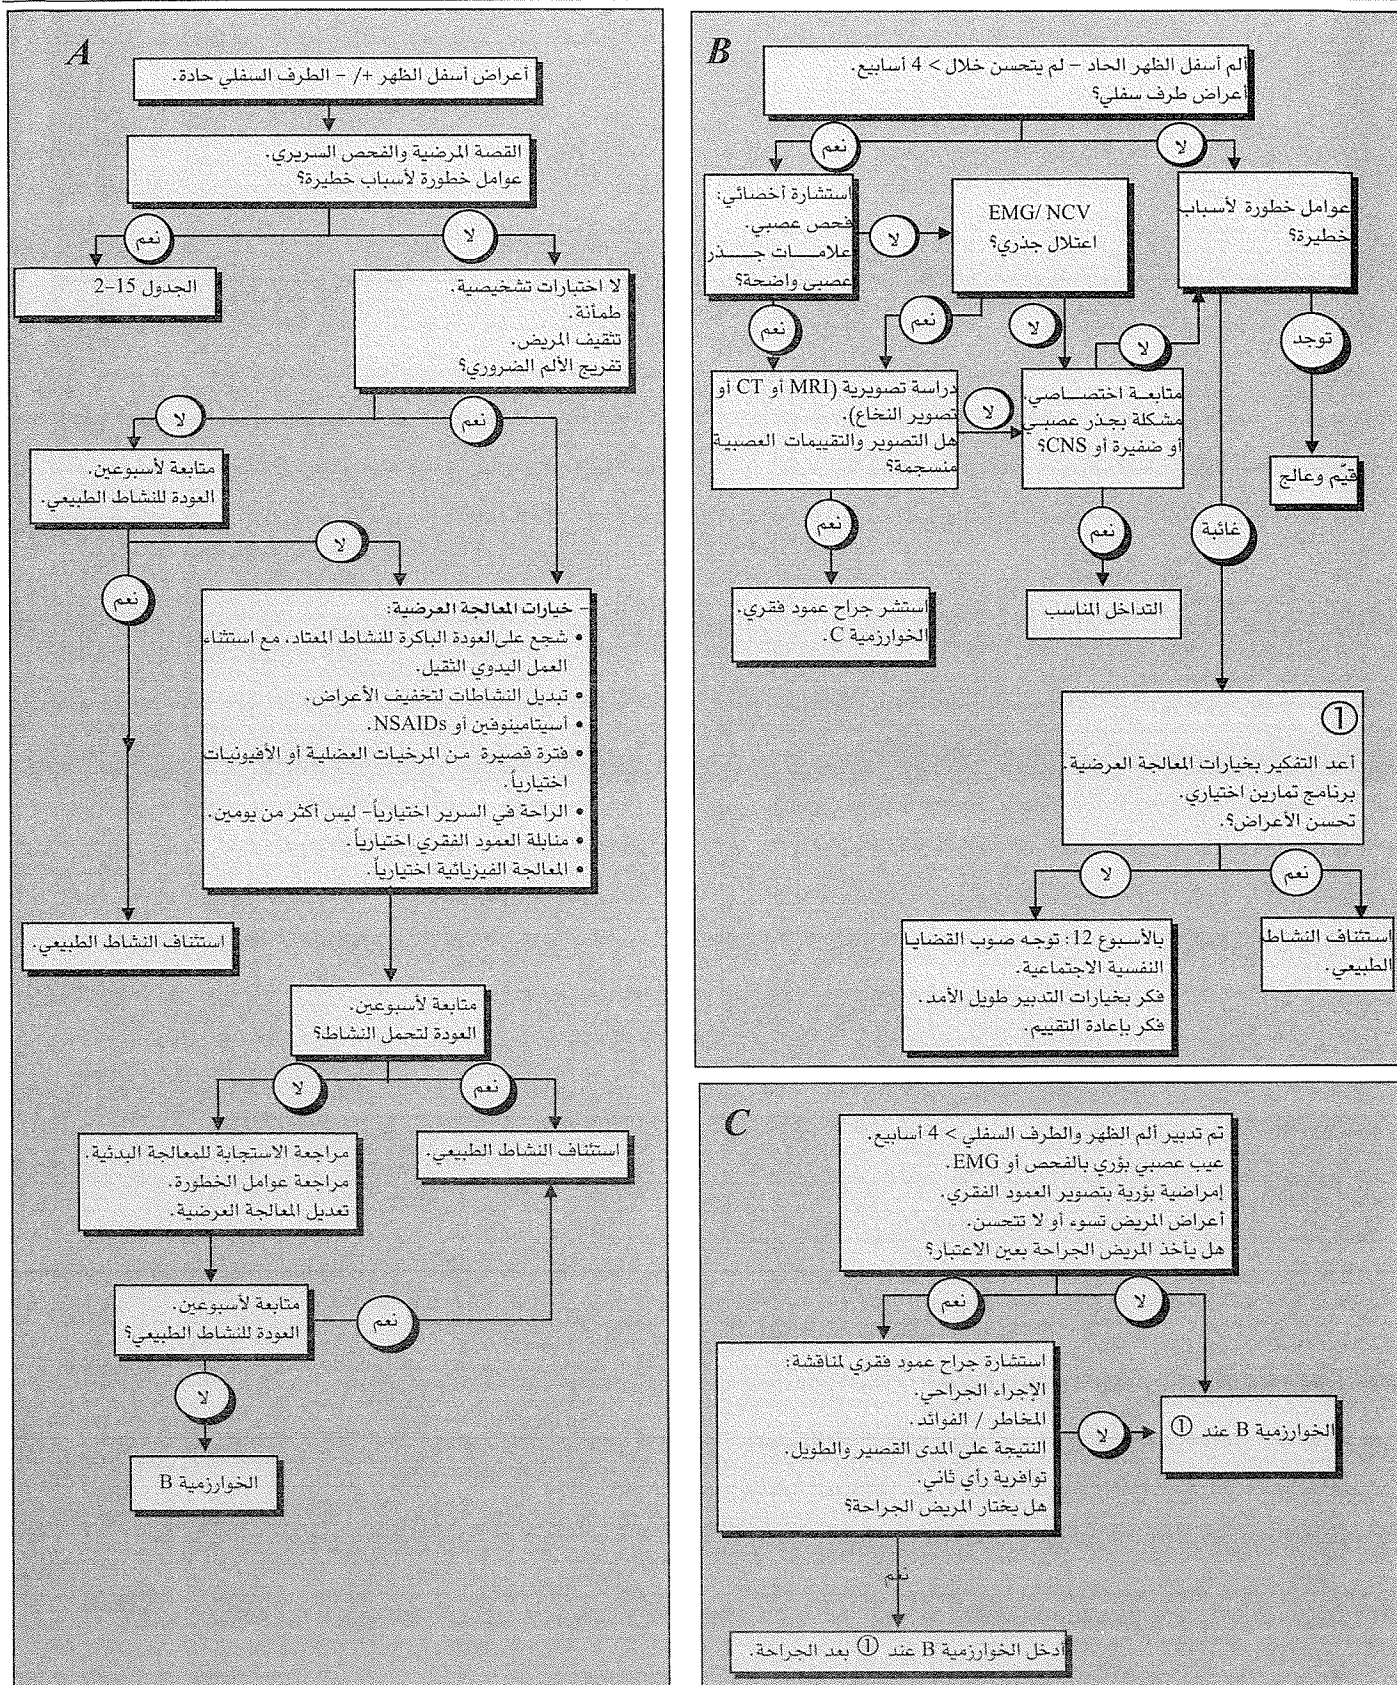 A
أعراض أسفل الظهر +/ - الطرف السفلي حادة.
القصة المرضية والفحص السريري.
عوامل خطورة لأسباب خطيرة؟
نعم
لا
الجدول 15-2
لا اختبارات تشخيصية.
طمأنة.
تثقيف المريض.
تفريج الألم الضروري؟
لا
نعم
متابعة لأسبوعين.
العودة للنشاط الطبيعي.
لا
نعم
– خيارات المعالجة العرضية:
• شجع على العودة الباكرة للنشاط المعتاد، مع استثناء
العمل اليدوي الثقيل.
• تبديل النشاطات لتخفيف الأعراض.
• أسيتامينوفين أو NSAIDs.
• فترة قصيرة من المرخيات العضلية أو الأفيونيات
اختيارياً.
• الراحة في السرير اختيارياً– ليس أكثر من يومين.
• منابلة العمود الفقري اختيارياً.
• المعالجة الفيزيائية اختيارياً.
استئناف النشاط الطبيعي.
متابعة لأسبوعين.
العودة لتحمل النشاط؟
لا
نعم
مراجعة الاستجابة للمعالجة البدئية.
مراجعة عوامل الخطورة.
تعديل المعالجة العرضية.
استئناف النشاط الطبيعي.
متابعة لأسبوعين.
العودة للنشاط الطبيعي؟
نعم
لا
الخوارزمية B
B
ألم أسفل الظهر الحاد – لم يتحسن خلال > 4 أسابيع.
أعراض طرف سفلي؟
نعم
لا
استشارة أخصائي:
فحص عصبي.
علامات جذر
عصبي واضحة؟
لا
EMG/ NCV
اعتلال جذري؟
عوامل خطورة لأسباب
خطيرة؟
نعم
نعم
لا
لا
توجد
دراسة تصويرية (MRI أو CT أو
تصوير النخاع).
هل التصوير والتقييمات العصبية
منسجمة؟
لا
متابعة اختصاصي.
مشكلة بجذر عصبي
أو ضفيرة أو CNS؟
قيّم وعالج
نعم
نعم
غائبة
استشر جراح عمود فقري.
الخوارزمية C.
التداخل المناسب
①
أعد التفكير بخيارات المعالجة العرضية.
برنامج تمارين اختياري.
تحسن الأعراض؟.
لا
نعم
بالأسبوع 12: توجه صوب القضايا
النفسية الاجتماعية.
فكر بخيارات التدبير طويل الأمد.
فكر بإعادة التقييم.
استئناف النشاط
الطبيعي.
C
تم تدبير ألم الظهر والطرف السفلي > 4 أسابيع.
عيب عصبي بؤري بالفحص أو EMG.
إمراضية بؤرية بتصوير العمود الفقري.
أعراض المريض تسوء أو لا تتحسن.
هل يأخذ المريض الجراحة بعين الاعتبار؟
نعم
لا
استشارة جراح عمود فقري لمناقشة:
الإجراء الجراحي.
المخاطر / الفوائد.
النتيجة على المدى القصير والطويل.
توافرية رأي ثاني.
هل يختار المريض الجراحة؟
لا
الخوارزمية B عند ①
نعم
أدخل الخوارزمية B عند ① بعد الجراحة.